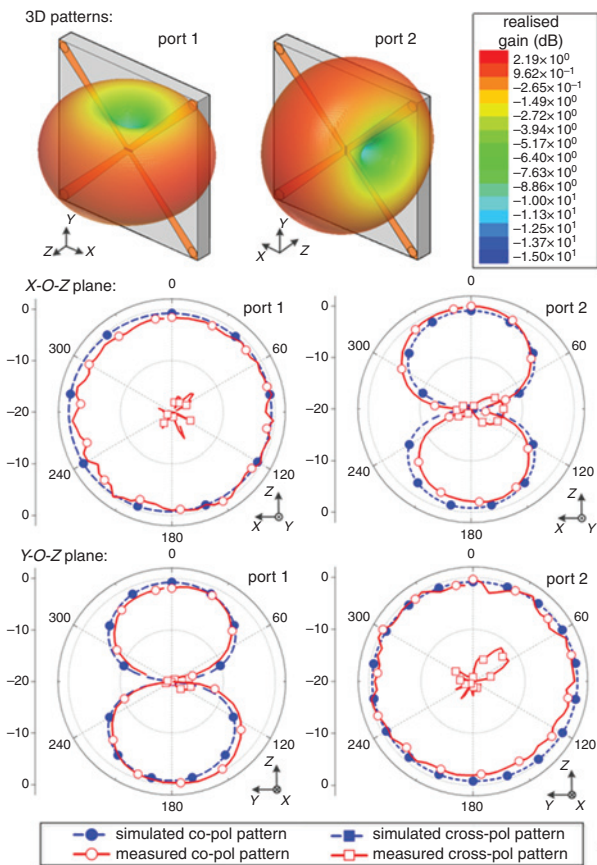 3D patterns:
port 1
port 2
realised
gain (dB)
2.19×10⁰
9.62×10⁻¹
−2.65×10⁻¹
−1.49×10⁰
−2.72×10⁰
−3.94×10⁰
−5.17×10⁰
−6.40×10⁰
−7.63×10⁰
−8.86×10⁰
−1.00×10¹
−1.13×10¹
−1.25×10¹
−1.37×10¹
−1.50×10¹
Y
Z
X
Y
X
Z
X-O-Z plane:
0
port 1
0
300
60
−10
−20
−10
240
120
0
180
Z
X
Y
0
port 2
0
300
60
−10
−20
−10
240
120
0
180
Z
X
Y
Y-O-Z plane:
0
port 1
0
300
60
−10
−20
−10
240
120
0
180
Z
Y
X
0
port 2
0
300
60
−10
−20
−10
240
120
0
180
Z
Y
X
simulated co-pol pattern
simulated cross-pol pattern
measured co-pol pattern
measured cross-pol pattern